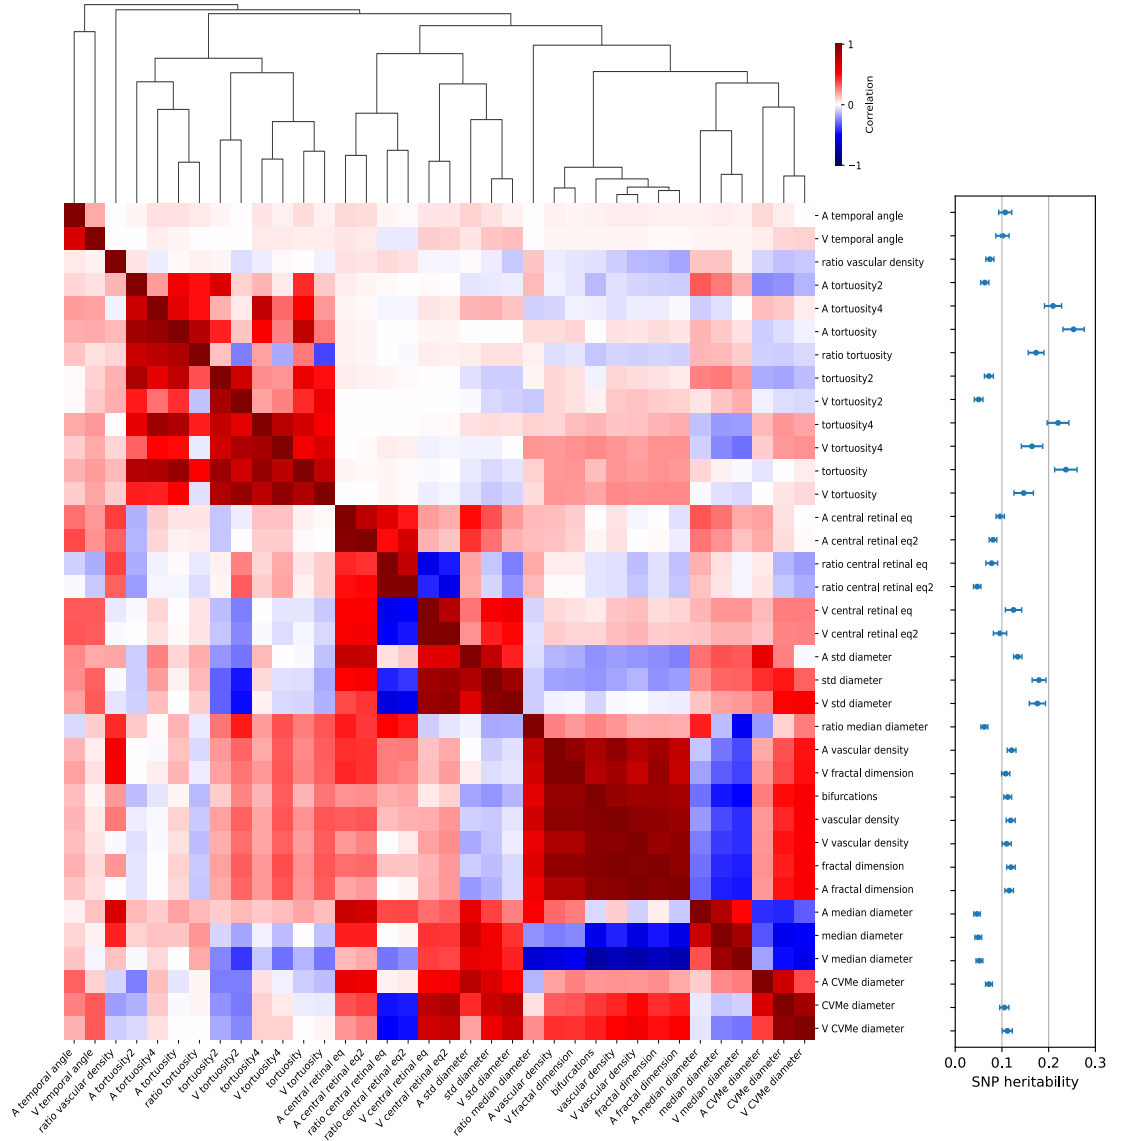 1
0
−1
Correlation
A temporal angle
V temporal angle
ratio vascular density
A tortuosity2
A tortuosity4
A tortuosity
ratio tortuosity
tortuosity2
V tortuosity2
tortuosity4
V tortuosity4
tortuosity
V tortuosity
A central retinal eq
A central retinal eq2
ratio central retinal eq
ratio central retinal eq2
V central retinal eq
V central retinal eq2
A std diameter
std diameter
V std diameter
ratio median diameter
A vascular density
V fractal dimension
bifurcations
vascular density
V vascular density
fractal dimension
A fractal dimension
A median diameter
median diameter
V median diameter
A CVMe diameter
CVMe diameter
V CVMe diameter
A temporal angle
V temporal angle
ratio vascular density
A tortuosity2
A tortuosity4
A tortuosity
ratio tortuosity
tortuosity2
V tortuosity2
tortuosity4
V tortuosity4
tortuosity
V tortuosity
A central retinal eq
A central retinal eq2
ratio central retinal eq
ratio central retinal eq2
V central retinal eq
V central retinal eq2
A std diameter
std diameter
V std diameter
ratio median diameter
A vascular density
V fractal dimension
bifurcations
vascular density
V vascular density
fractal dimension
A fractal dimension
A median diameter
median diameter
V median diameter
A CVMe diameter
CVMe diameter
V CVMe diameter
0.0 0.1 0.2 0.3
SNP heritability